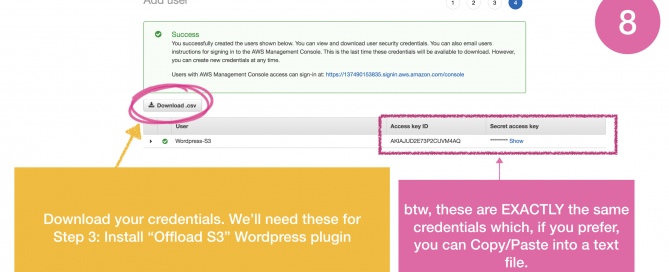 Add user
1 2 3 4
8
Success
You successfully created the users shown below. You can view and download user security credentials. You can also email users
instructions for signing in to the AWS Management Console. This is the last time these credentials will be available to download. However,
you can create new credentials at any time.
Users with AWS Management Console access can sign-in at: https://137490153835.signin.aws.amazon.com/console
Download .csv
User Access key ID Secret access key
Wordpress-S3 AKIAJUD2E73P2CUVM4AQ ********* Show
Download your credentials. We’ll need these for
Step 3: Install “Offload S3” Wordpress plugin
btw, these are EXACTLY the same
credentials which, if you prefer,
you can Copy/Paste into a text
file.